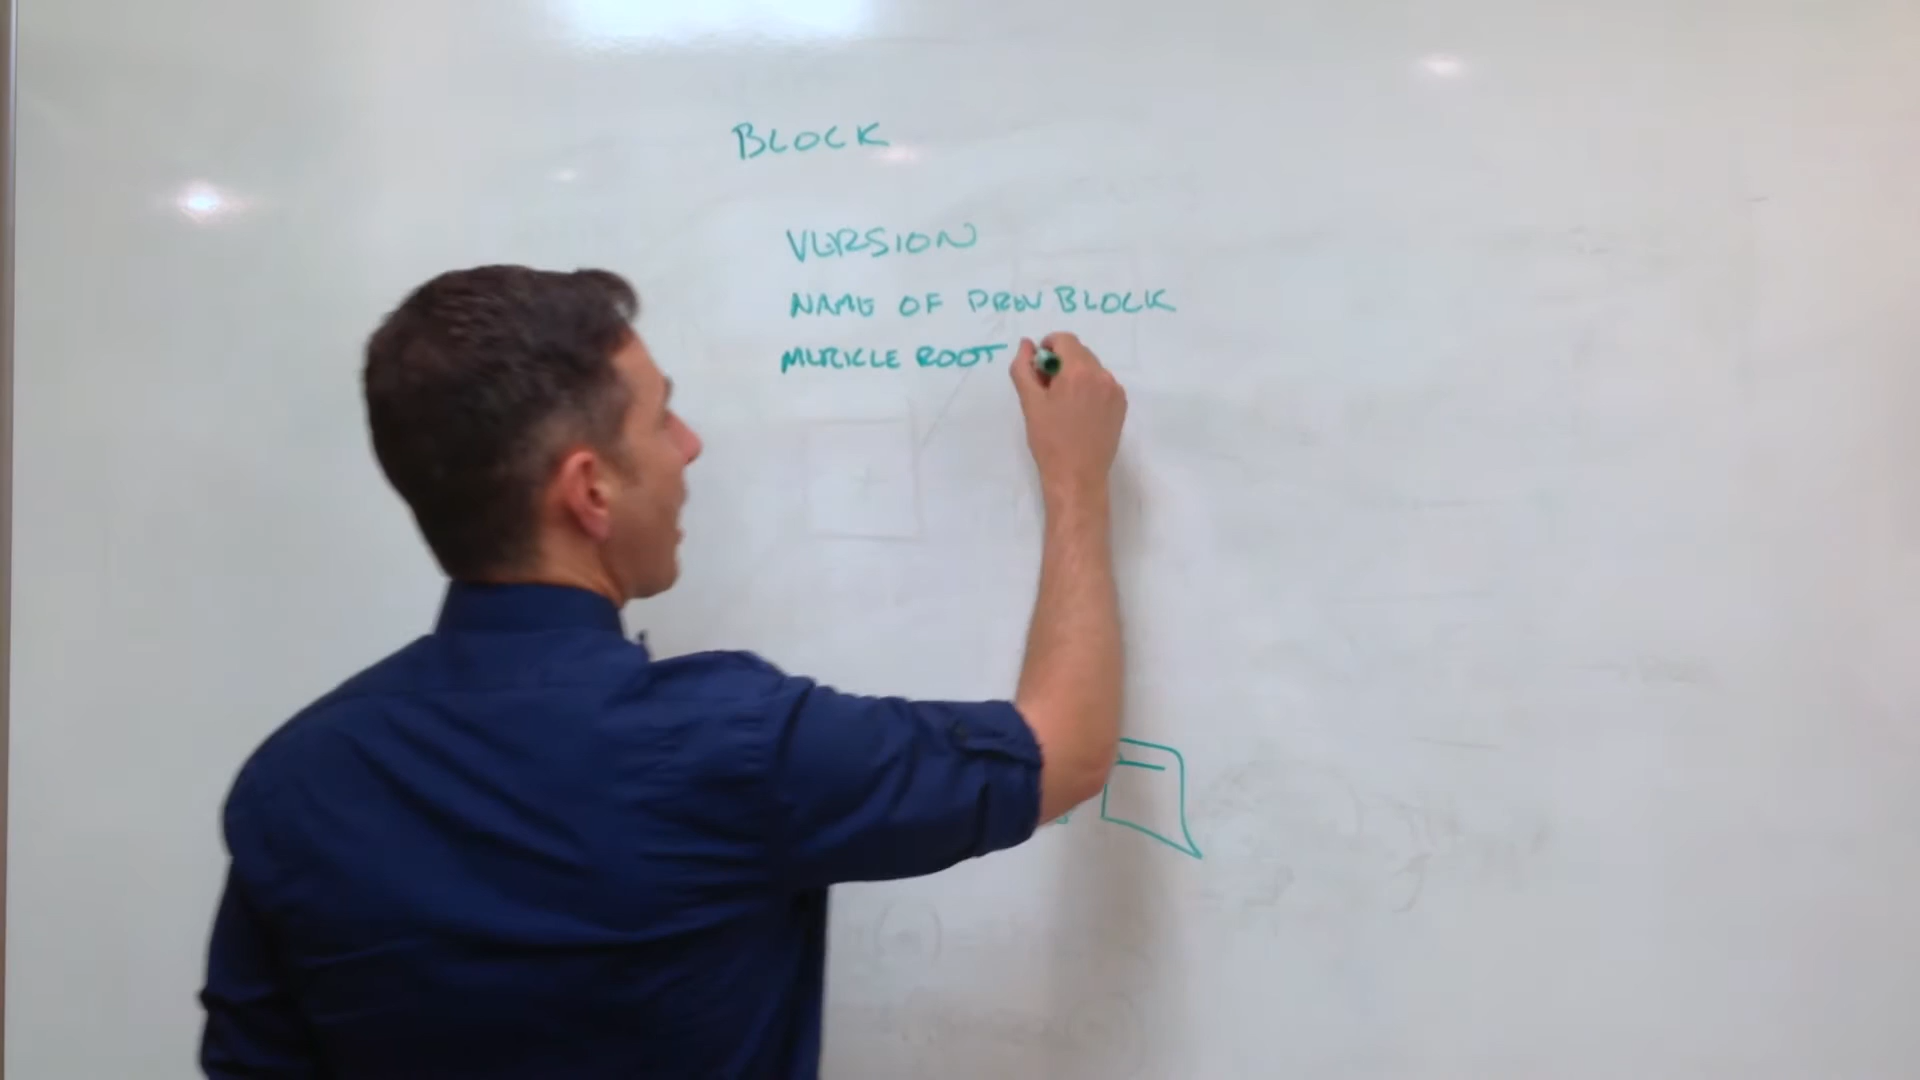 BLOCK
VERSION
NAME OF PREV BLOCK
MERKLE ROOT